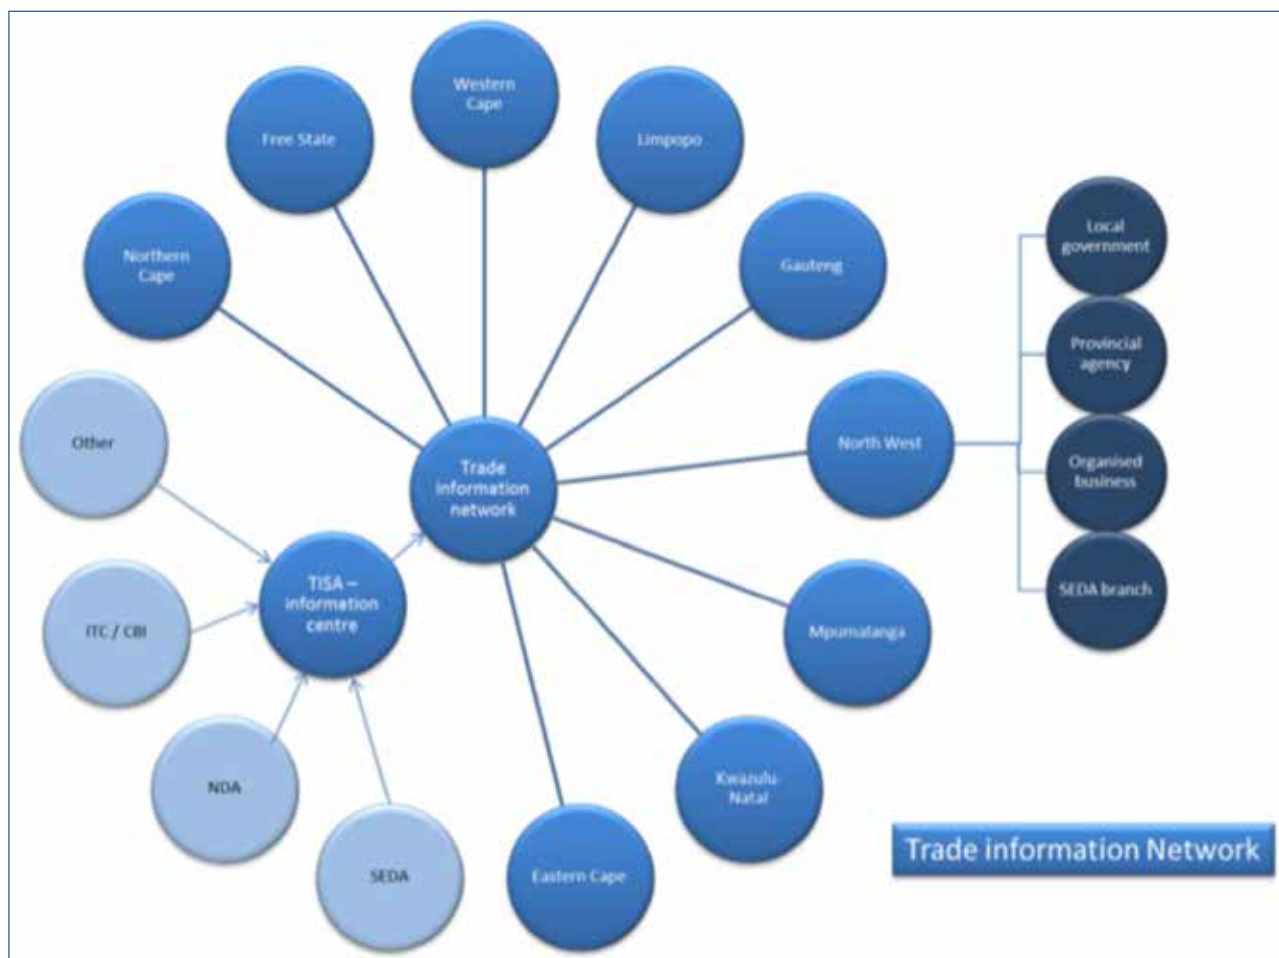 Western
Cape
Free State
Limpopo
Northern
Cape
Gauteng
Local
government
Provincial
agency
Other
Trade
information
network
North West
Organised
business
TISA –
information
centre
ITC / CBI
Mpumalanga
SEDA branch
NDA
Kwazulu-
Natal
SEDA
Eastern Cape
Trade information Network